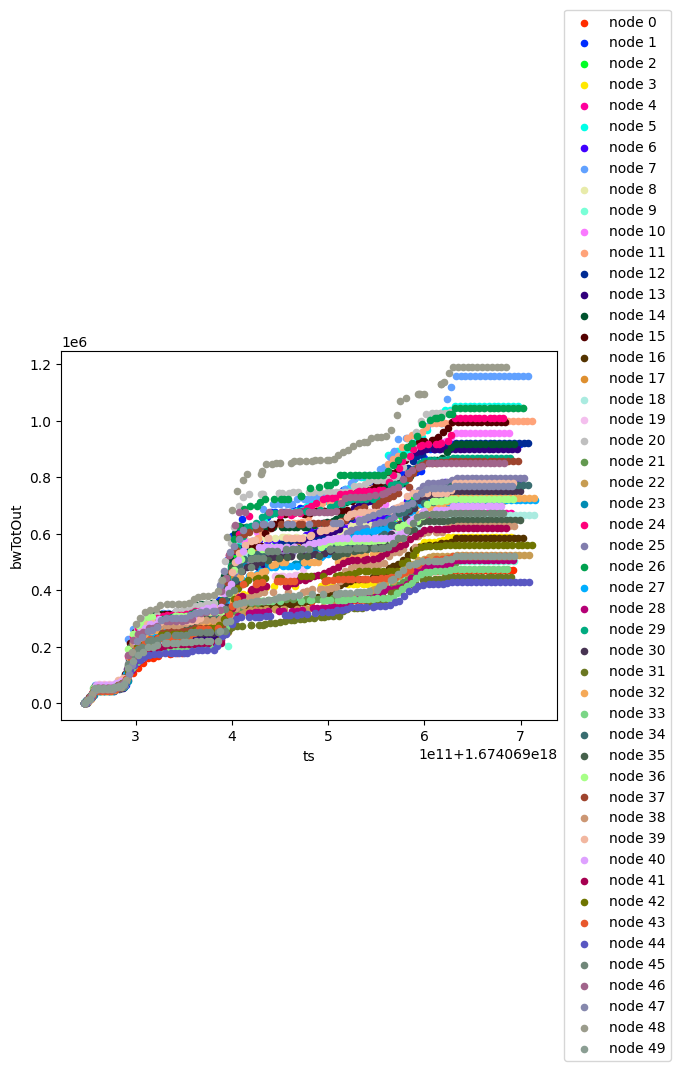 1e6
1.2
1.0
0.8
0.6
0.4
0.2
0.0
bwTotOut
3 4 5 6 7
ts
1e11+1.674069e18
node 0
node 1
node 2
node 3
node 4
node 5
node 6
node 7
node 8
node 9
node 10
node 11
node 12
node 13
node 14
node 15
node 16
node 17
node 18
node 19
node 20
node 21
node 22
node 23
node 24
node 25
node 26
node 27
node 28
node 29
node 30
node 31
node 32
node 33
node 34
node 35
node 36
node 37
node 38
node 39
node 40
node 41
node 42
node 43
node 44
node 45
node 46
node 47
node 48
node 49